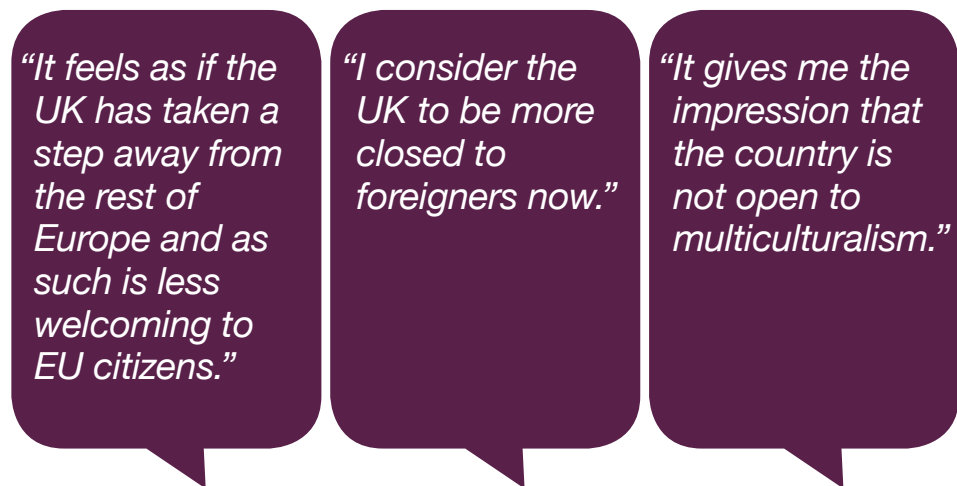 “It feels as if the
UK has taken a
step away from
the rest of
Europe and as
such is less
welcoming to
EU citizens.”
“I consider the
UK to be more
closed to
foreigners now.”
“It gives me the
impression that
the country is
not open to
multiculturalism.”